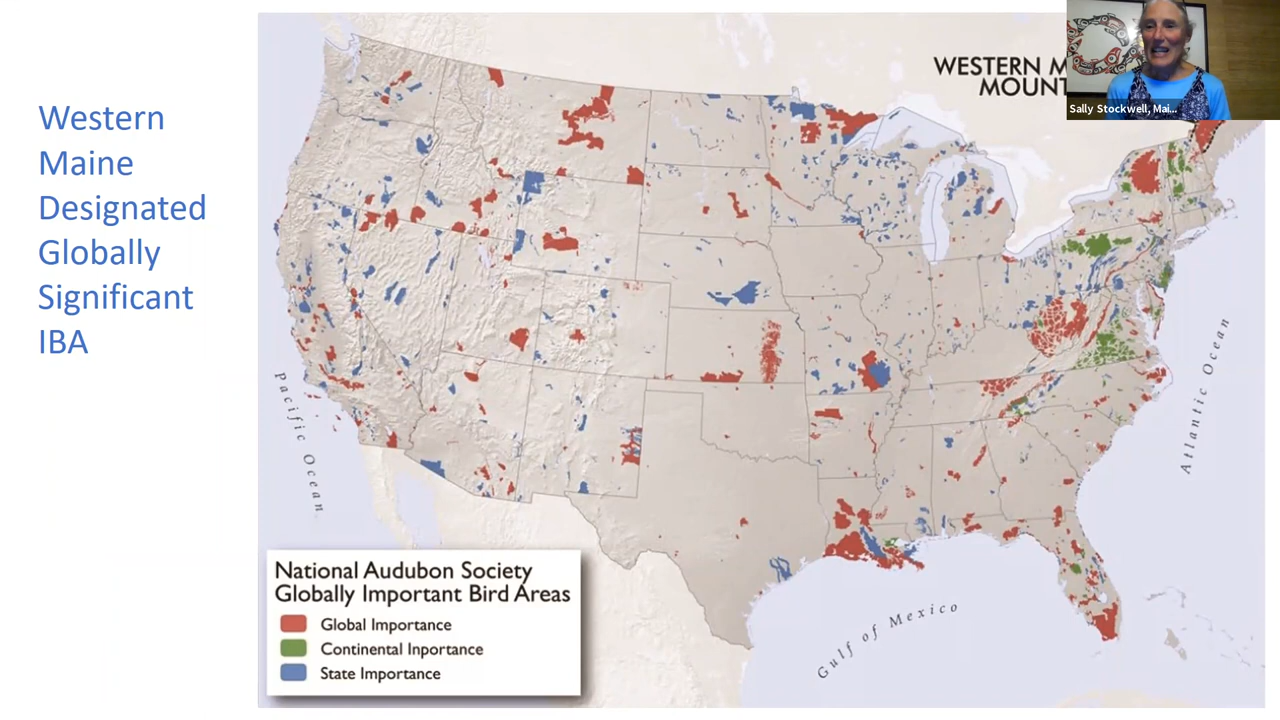 Western
Maine
Designated
Globally
Significant
IBA
WESTERN M
MOUNT
Sally Stockwell, Mai...
Pacific Ocean
Atlantic Ocean
Gulf of Mexico
National Audubon Society
Globally Important Bird Areas
Global Importance
Continental Inportance
State Importance